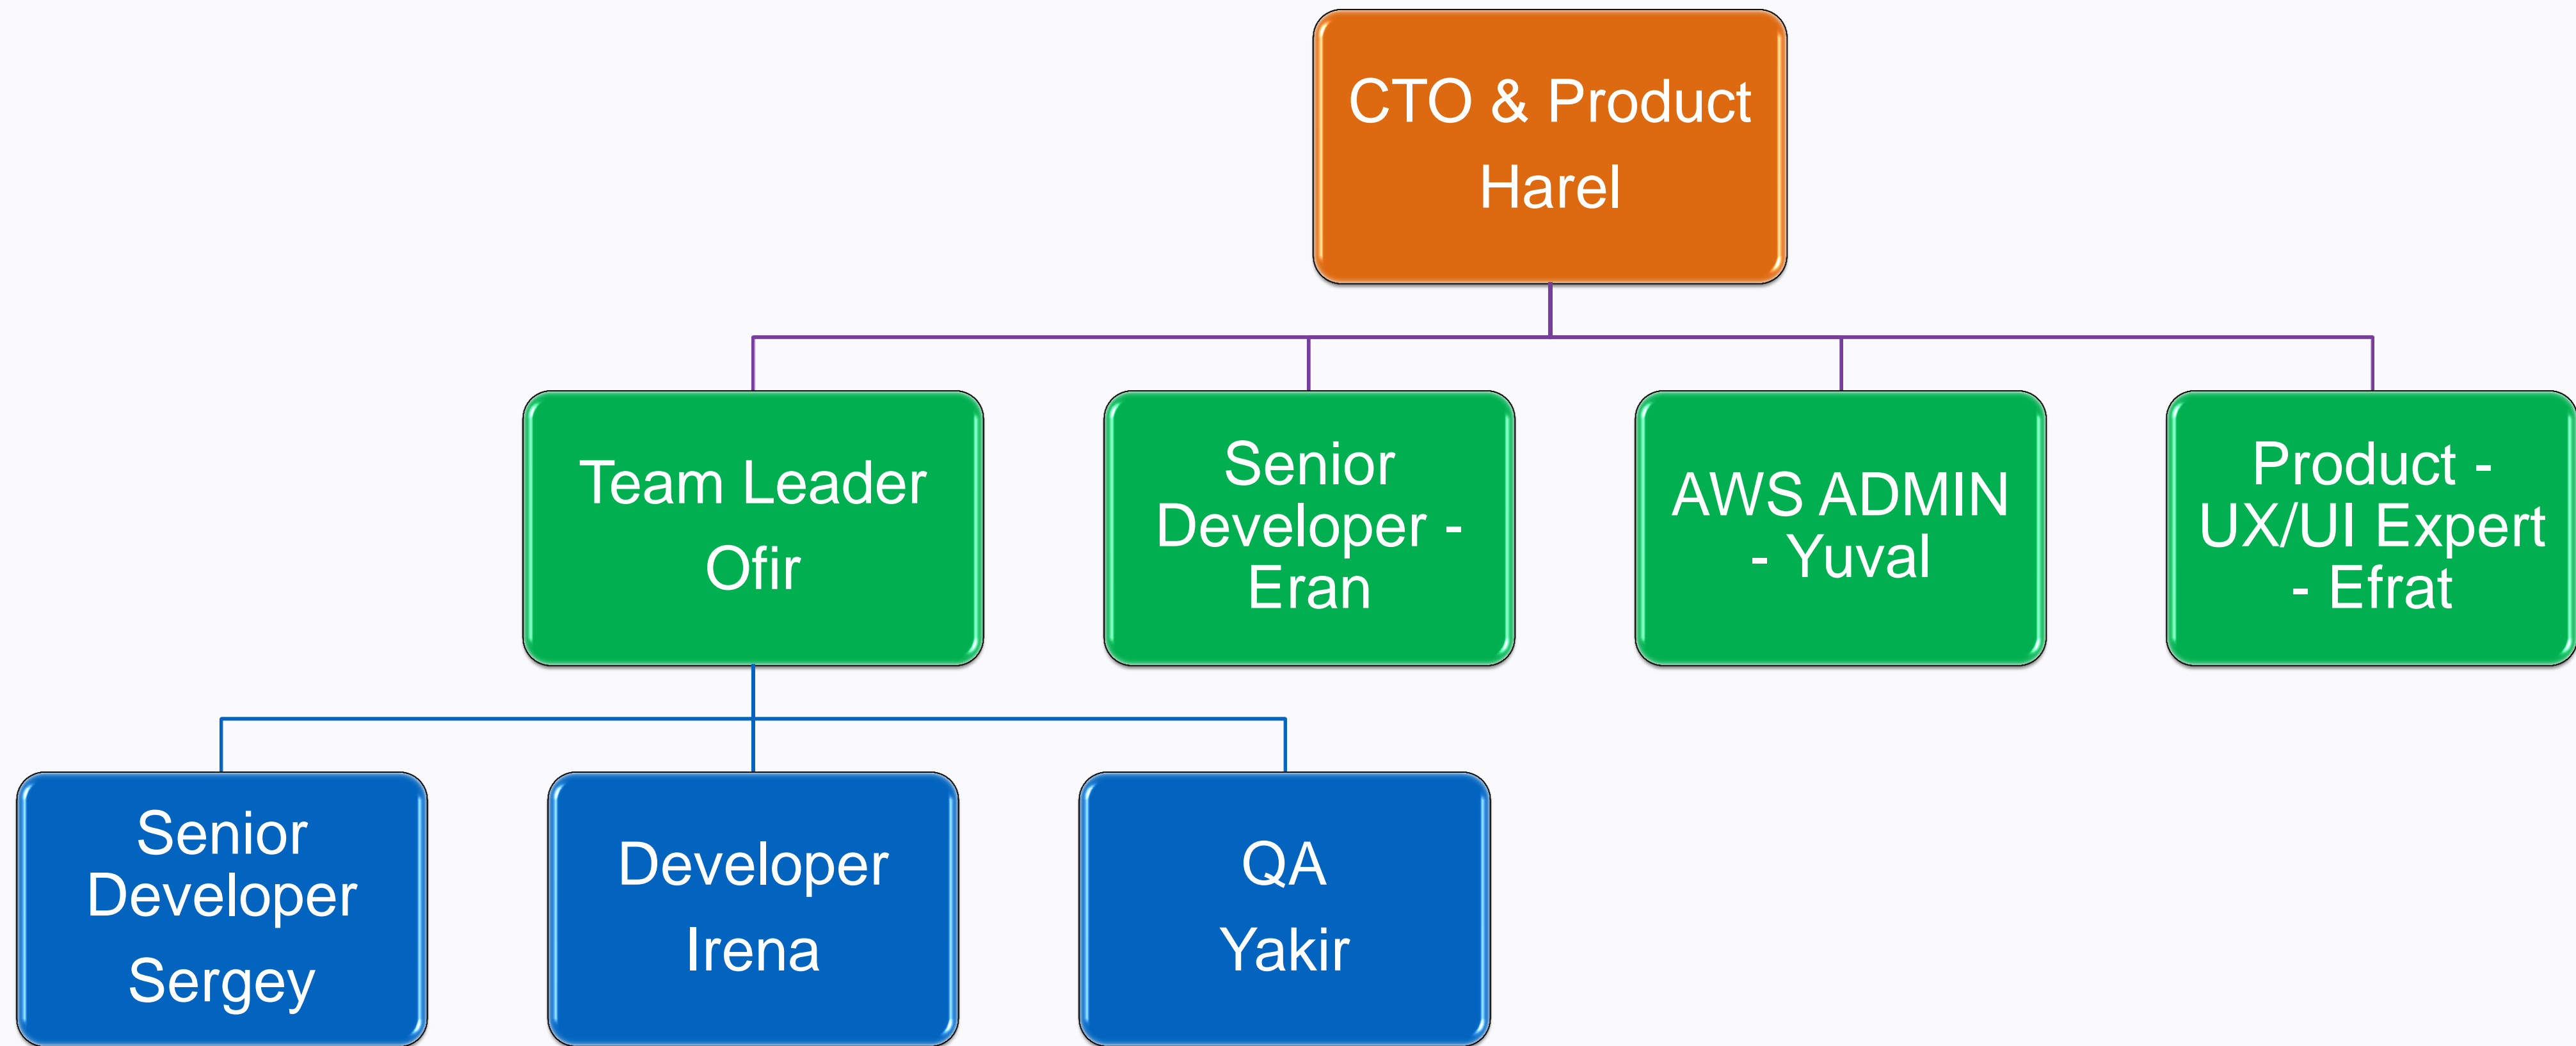 CTO & Product
Harel
Team Leader
Ofir
Senior
Developer -
Eran
AWS ADMIN
- Yuval
Product -
UX/UI Expert
- Efrat
Senior
Developer
Sergey
Developer
Irena
QA
Yakir